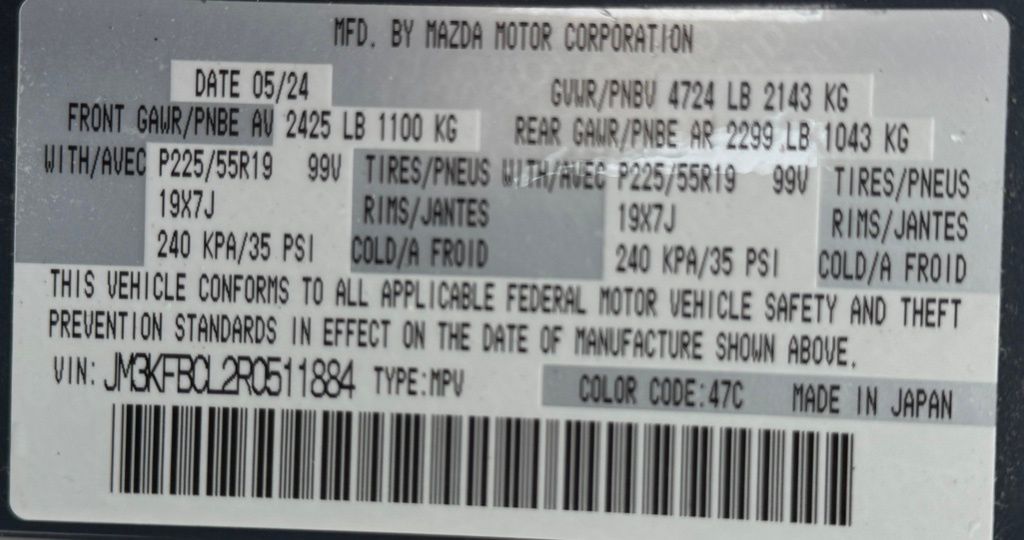 MFD. BY MAZDA MOTOR CORPORATION
DATE 05/24 GVWR/PNBV 4724 LB 2143 KG
FRONT GAWR/PNBE AV 2425 LB 1100 KG REAR GAWR/PNBE AR 2299 LB 1043 KG
WITH/AVEC P225/55R19 99V TIRES/PNEUS WITH/AVEC P225/55R19 99V TIRES/PNEUS
19X7J RIMS/JANTES 19X7J RIMS/JANTES
240 KPA/35 PSI COLD/A FROID 240 KPA/35 PSI COLD/A FROID
THIS VEHICLE CONFORMS TO ALL APPLICABLE FEDERAL MOTOR VEHICLE SAFETY AND THEFT
PREVENTION STANDARDS IN EFFECT ON THE DATE OF MANUFACTURE SHOWN ABOVE.
VIN: JM3KFBCL2R0511884 TYPE:MPV COLOR CODE:47C MADE IN JAPAN